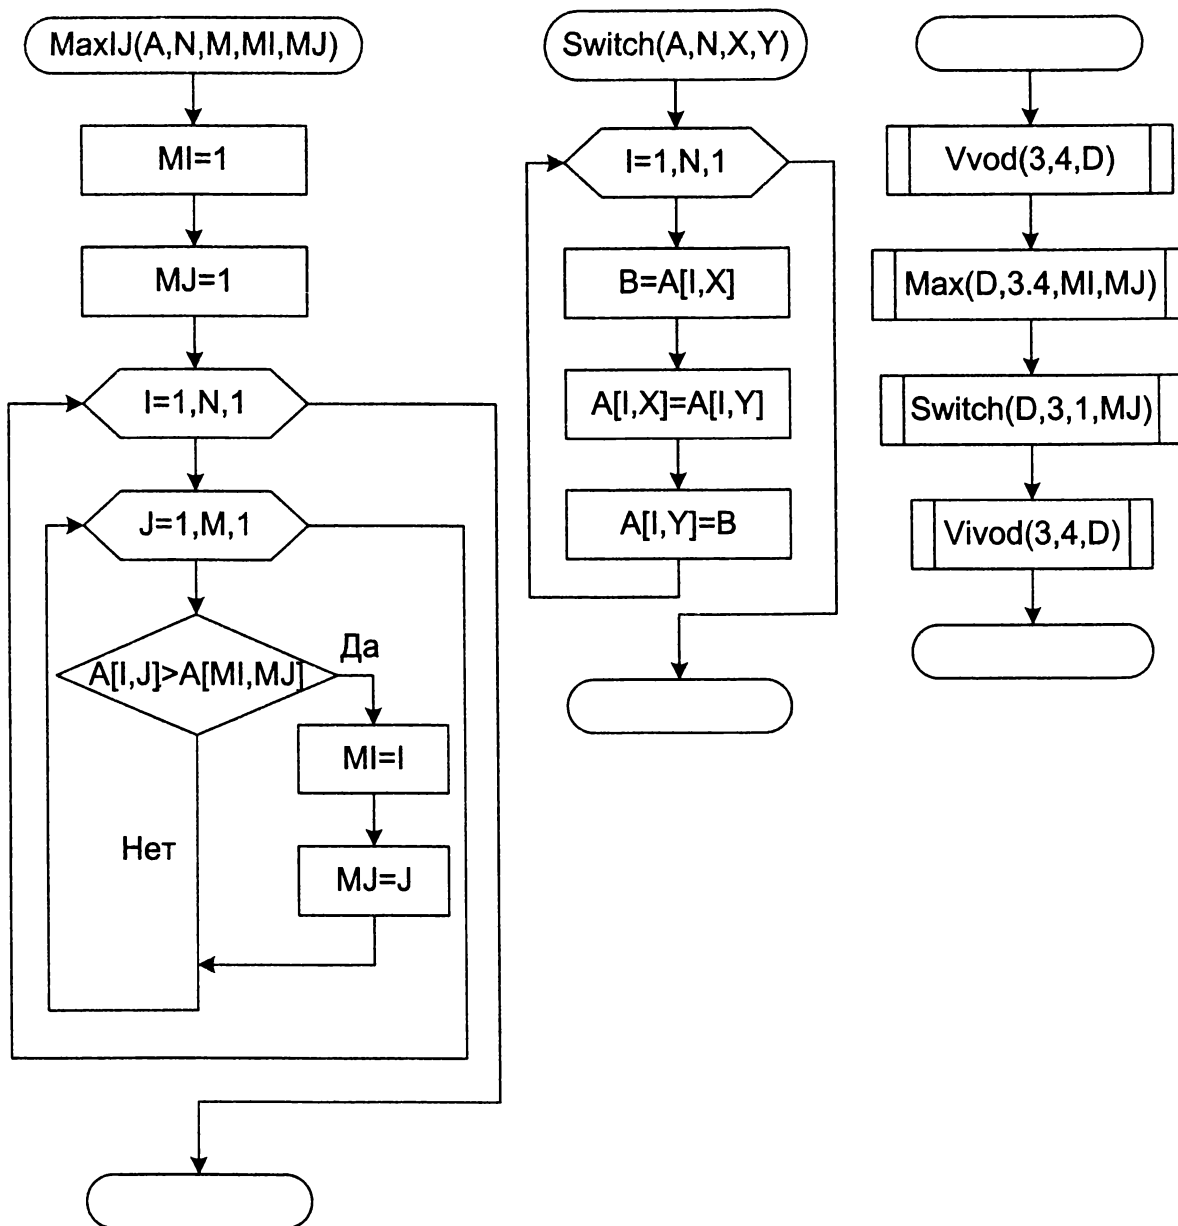 MaxIJ(A,N,M,MI,MJ)
MI=1
MJ=1
I=1,N,1
J=1,M,1
A[I,J]>A[MI,MJ]
Да
MI=I
Нет
MJ=J
Switch(A,N,X,Y)
I=1,N,1
B=A[I,X]
A[I,X]=A[I,Y]
A[I,Y]=B
Vvod(3,4,D)
Max(D,3.4,MI,MJ)
Switch(D,3,1,MJ)
Vivod(3,4,D)